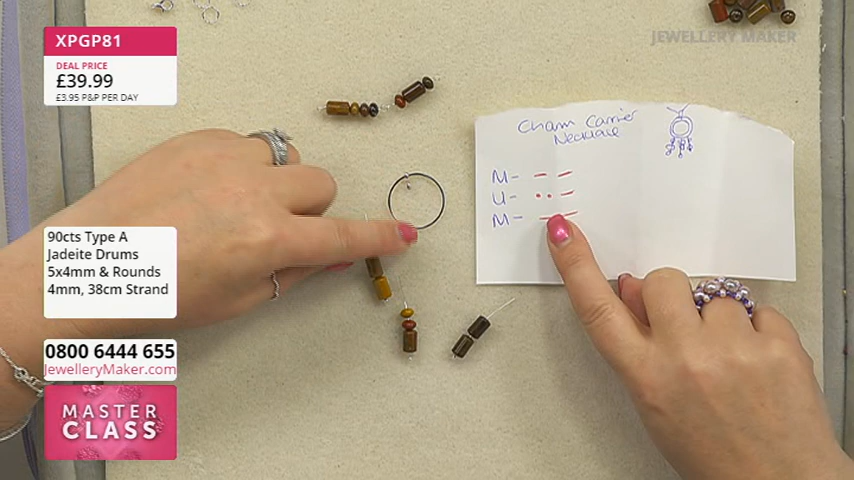 XPGP81
DEAL PRICE
£39.99
£3.95 P&P PER DAY
JEWELLERY MAKER
Charm Carrier
Necklace
M- – –
U- • • –
M- – –
90cts Type A
Jadeite Drums
5x4mm & Rounds
4mm, 38cm Strand
0800 6444 655
JewelleryMaker.com
MASTER
CLASS